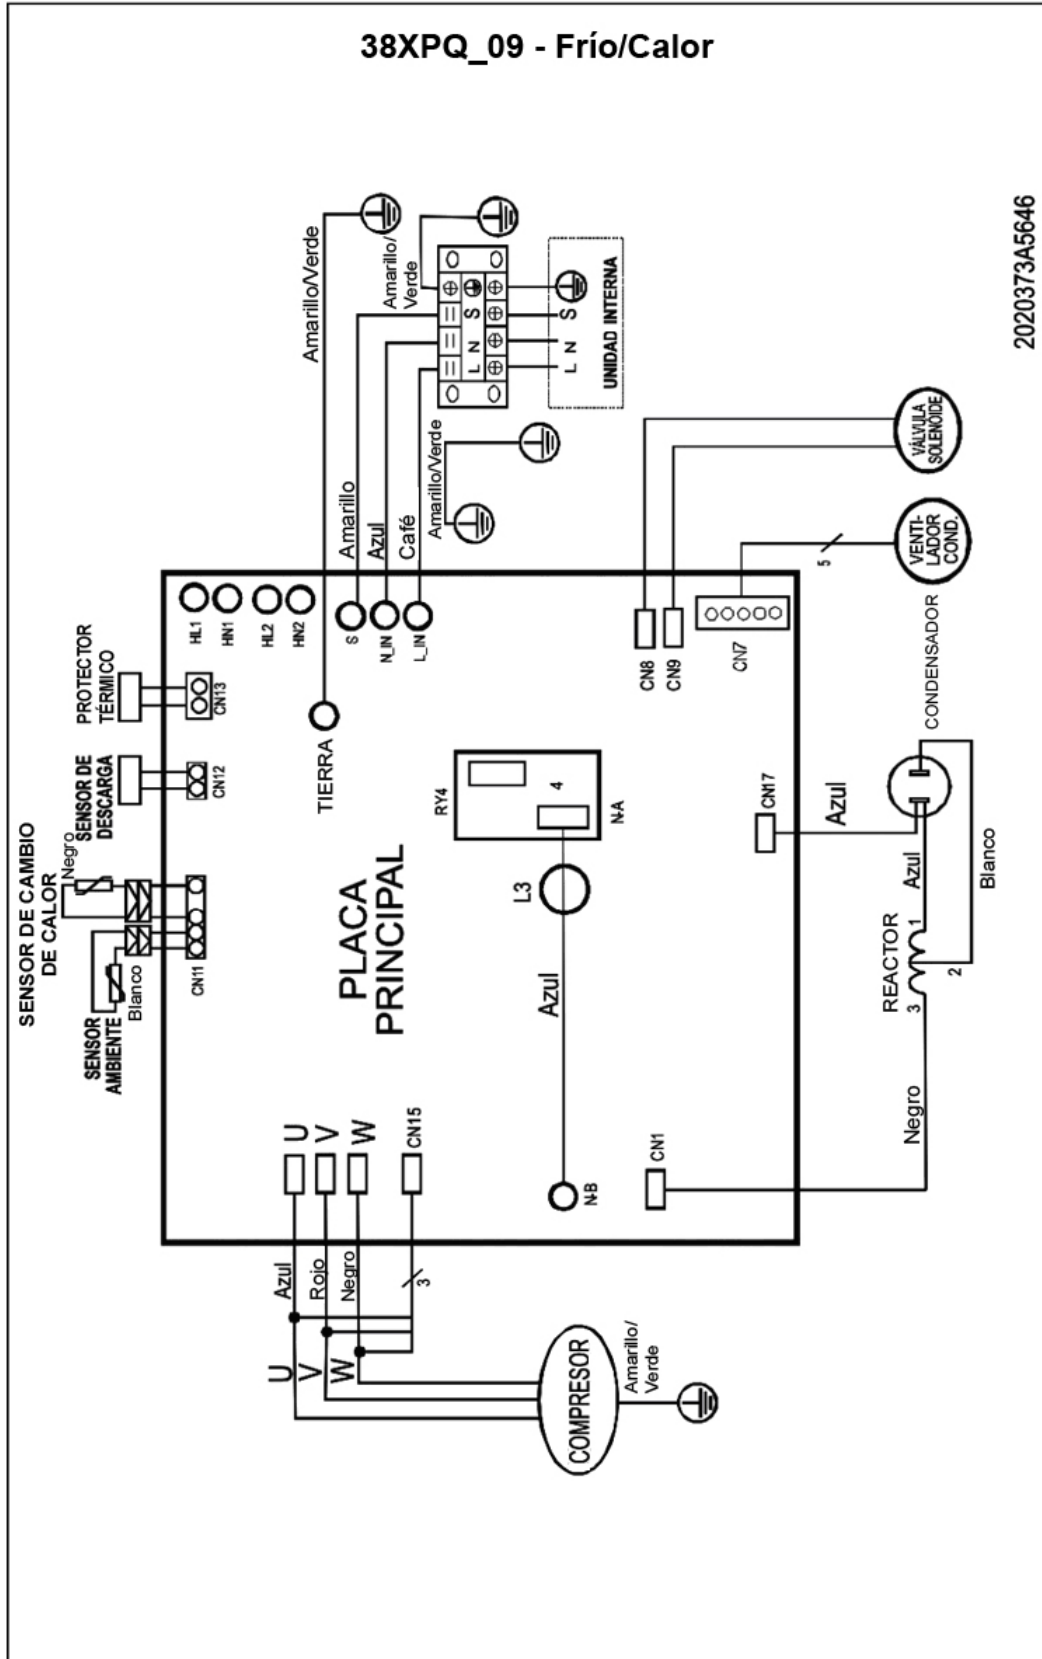 38XPQ_09 - Frío/Calor
2020373A5646
Amarillo/Verde
Amarillo/
Verde
Amarillo
Azul
Café
Amarillo/Verde
L N S
L N S
UNIDAD INTERNA
VÁLVULA
SOLENOIDE
VENTI-
LADOR
COND.
5
HL1
HN1
HL2
HN2
S
N_IN
L_IN
CN8
CN9
CN7
PROTECTOR
TÉRMICO
CN13
SENSOR DE
DESCARGA
CN12
SENSOR DE CAMBIO
DE CALOR
Negro
CN11
SENSOR
AMBIENTE
Blanco
TIERRA
RY4
4
N-A
L3
Azul
N-B
PLACA
PRINCIPAL
CN17
Azul
CONDENSADOR
Azul
Blanco
REACTOR
1
2
3
Negro
CN1
U
V
W
CN15
Azul
Rojo
Negro
3
U
V
W
COMPRESOR
Amarillo/
Verde